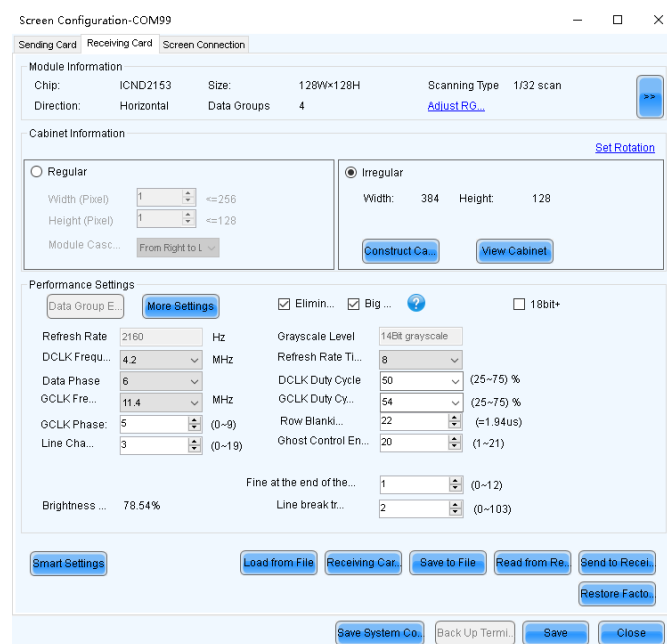 Screen Configuration-COM99
Sending Card Receiving Card Screen Connection
Module Information
Chip: ICND2153 Size: 128W×128H Scanning Type 1/32 scan
>>
Direction: Horizontal Data Groups 4 Adjust RG...
Cabinet Information
Set Rotation
Regular Irregular
Width (Pixel) 1 <=256 Width: 384 Height: 128
Height (Pixel) 1 <=128
Module Casc... From Right to L Construct Ca... View Cabinet
Performance Settings
Data Group E... More Settings Elimin... Big ... ? 18bit+
Refresh Rate 2160 Hz Grayscale Level 14Bit grayscale
DCLK Frequ... 4.2 MHz Refresh Rate Ti... 8
Data Phase 6 DCLK Duty Cycle 50 (25~75) %
GCLK Fre... 11.4 MHz GCLK Duty Cy... 54 (25~75) %
GCLK Phase: 5 (0~9) Row Blanki... 22 (=1.94us)
Line Cha... 3 (0~19) Ghost Control En... 20 (1~21)
Fine at the end of the... 1 (0~12)
Brightness ... 78.54% Line break tr... 2 (0~103)
Smart Settings Load from File Receiving Car... Save to File Read from Re... Send to Recei...
Restore Facto...
Save System Co... Back Up Termi... Save Close